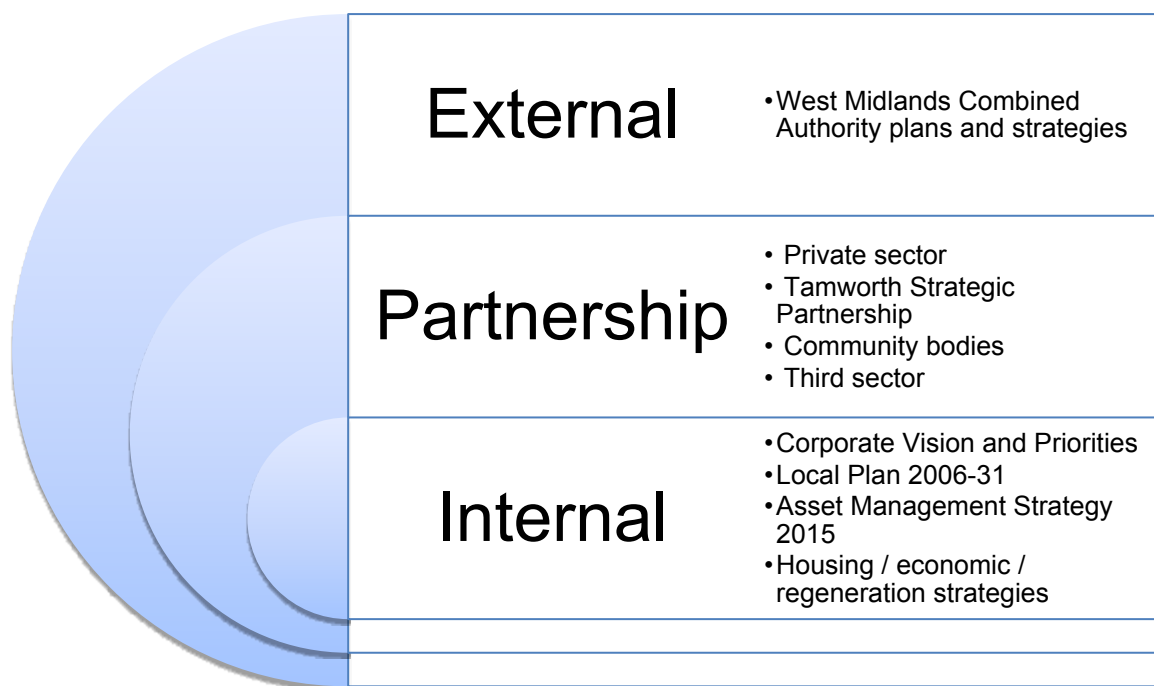 External
•West Midlands Combined
Authority plans and strategies
Partnership
• Private sector
• Tamworth Strategic
Partnership
• Community bodies
• Third sector
Internal
•Corporate Vision and Priorities
•Local Plan 2006-31
•Asset Management Strategy
2015
•Housing / economic /
regeneration strategies